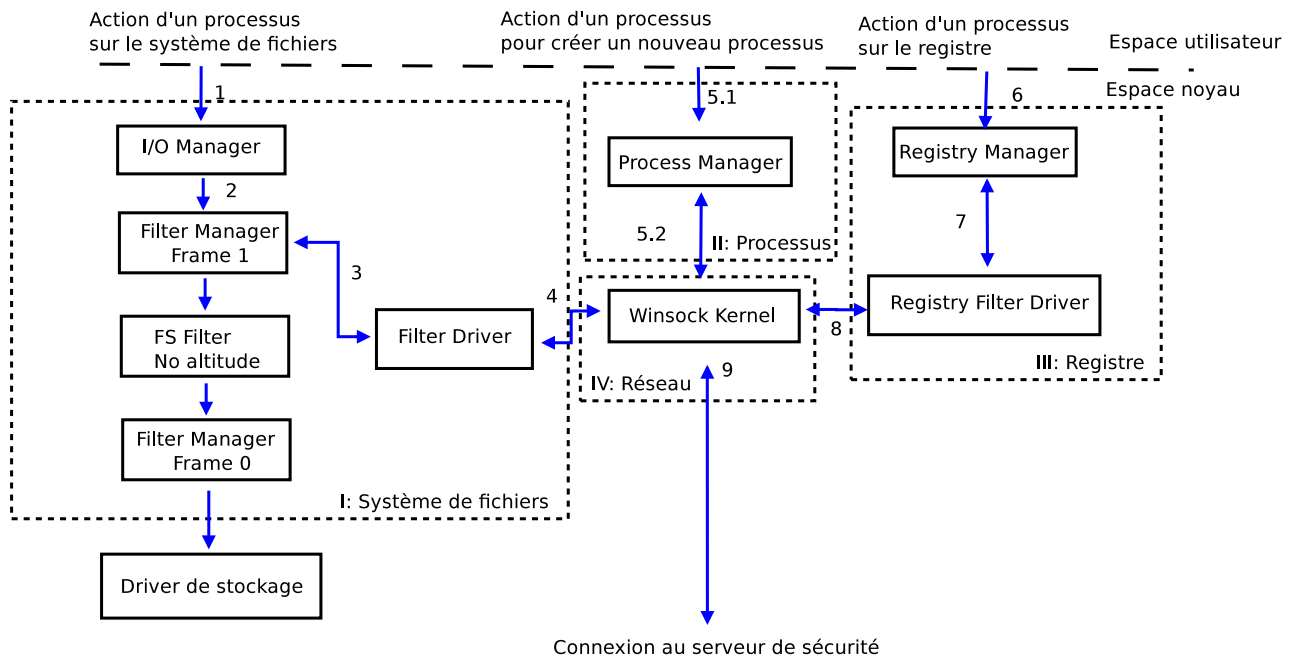 Action d'un processus
sur le système de fichiers
Action d'un processus
pour créer un nouveau processus
Action d'un processus
sur le registre
Espace utilisateur
Espace noyau
1
5.1
6
I/O Manager
Process Manager
Registry Manager
2
Filter Manager
Frame 1
3
5.2
II: Processus
7
4
FS Filter
No altitude
Filter Driver
Winsock Kernel
8
Registry Filter Driver
9
IV: Réseau
III: Registre
Filter Manager
Frame 0
I: Système de fichiers
Driver de stockage
Connexion au serveur de sécurité